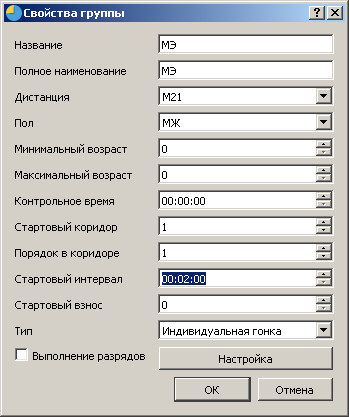 Свойства группы
Название МЭ
Полное наименование МЭ
Дистанция М21
Пол МЖ
Минимальный возраст 0
Максимальный возраст 0
Контрольное время 00:00:00
Стартовый коридор 1
Порядок в коридоре 1
Стартовый интервал 00:02:00
Стартовый взнос 0
Тип Индивидуальная гонка
Выполнение разрядов Настройка
ОК Отмена